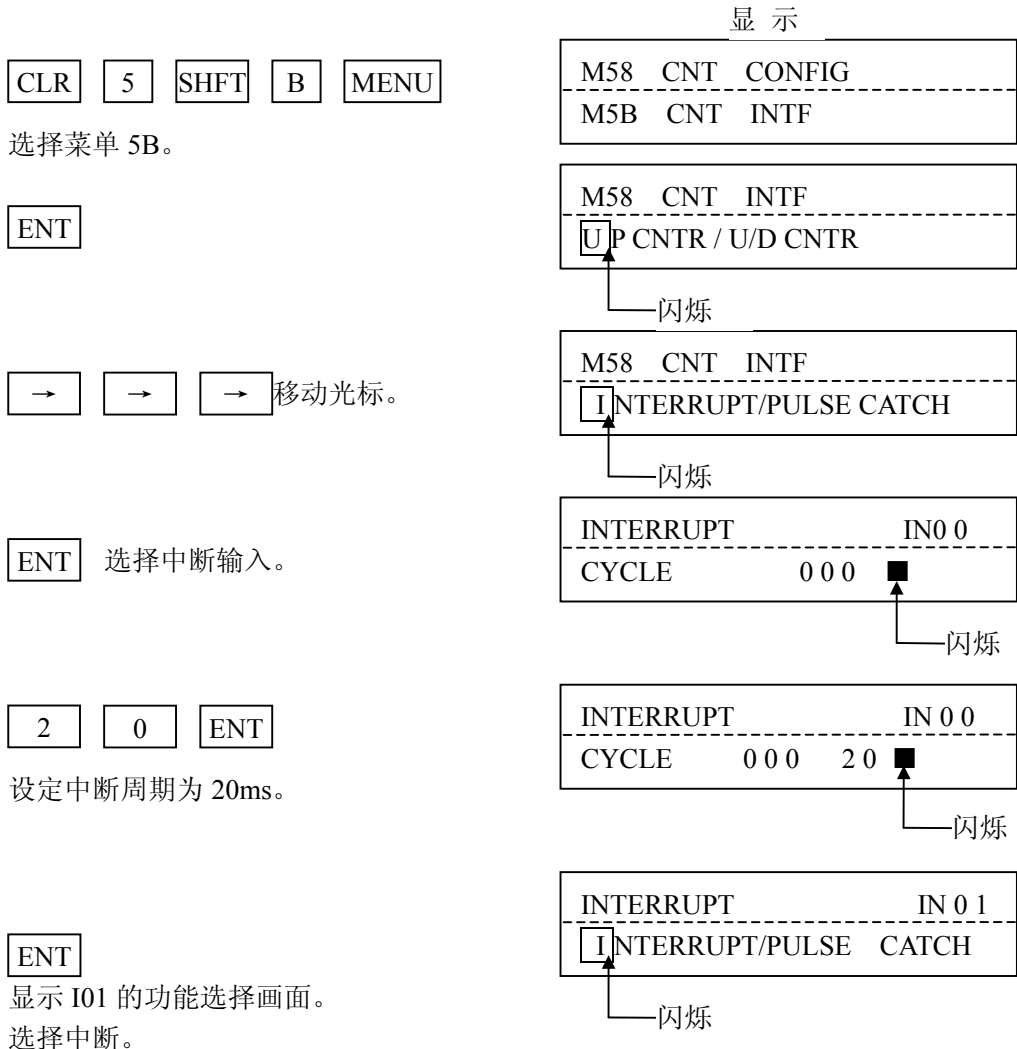 显 示
CLR 5 SHFT B MENU
选择菜单 5B。
M58 CNT CONFIG
M5B CNT INTF
ENT
M58 CNT INTF
U P CNTR / U/D CNTR
闪烁
→ → → 移动光标。
M58 CNT INTF
I NTERRUPT/PULSE CATCH
闪烁
ENT 选择中断输入。
INTERRUPT IN0 0
CYCLE 0 0 0 ■
闪烁
2 0 ENT
设定中断周期为 20ms。
INTERRUPT IN 0 0
CYCLE 0 0 0 2 0 ■
闪烁
ENT
显示 I01 的功能选择画面。
选择中断。
INTERRUPT IN 0 1
I NTERRUPT/PULSE CATCH
闪烁